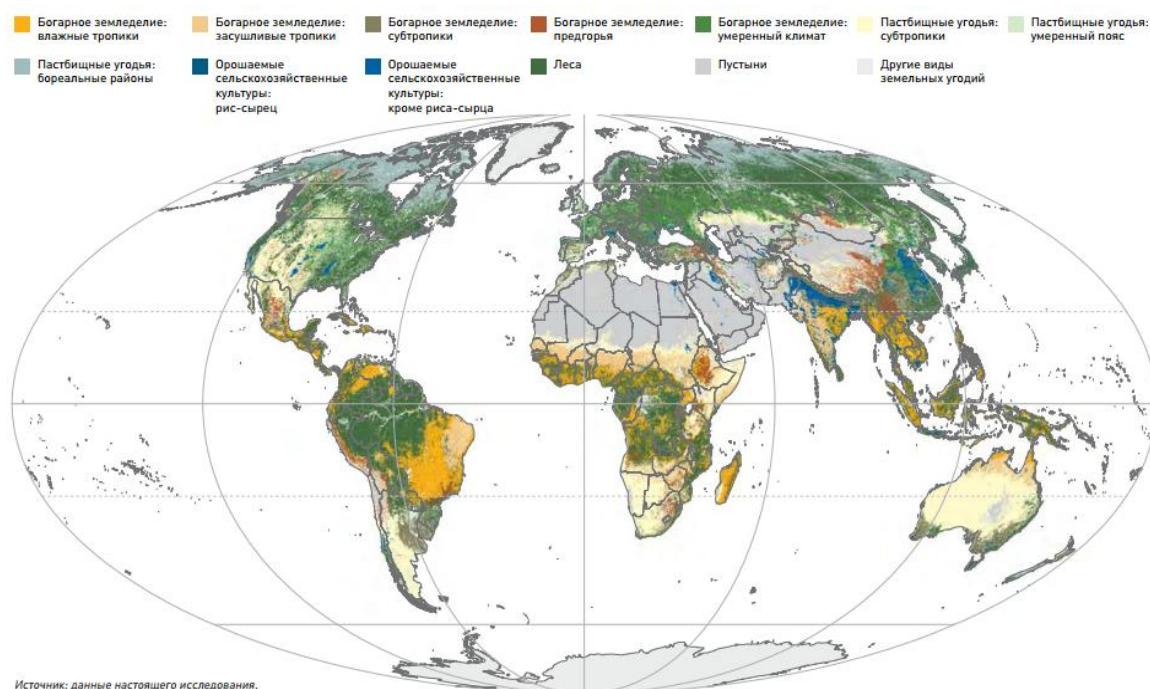 Богарное земледелие:
влажные тропики
Богарное земледелие:
засушливые тропики
Богарное земледелие:
субтропики
Богарное земледелие:
предгорья
Богарное земледелие:
умеренный климат
Пастбищные угодья:
субтропики
Пастбищные угодья:
умеренный пояс
Пастбищные угодья:
бореальные районы
Орошаемые
сельскохозяйственные
культуры:
рис-сырец
Орошаемые
сельскохозяйственные
культуры:
кроме риса-сырца
Леса
Пустыни
Другие виды
земельных угодий
Источник: данные настоящего исследования.